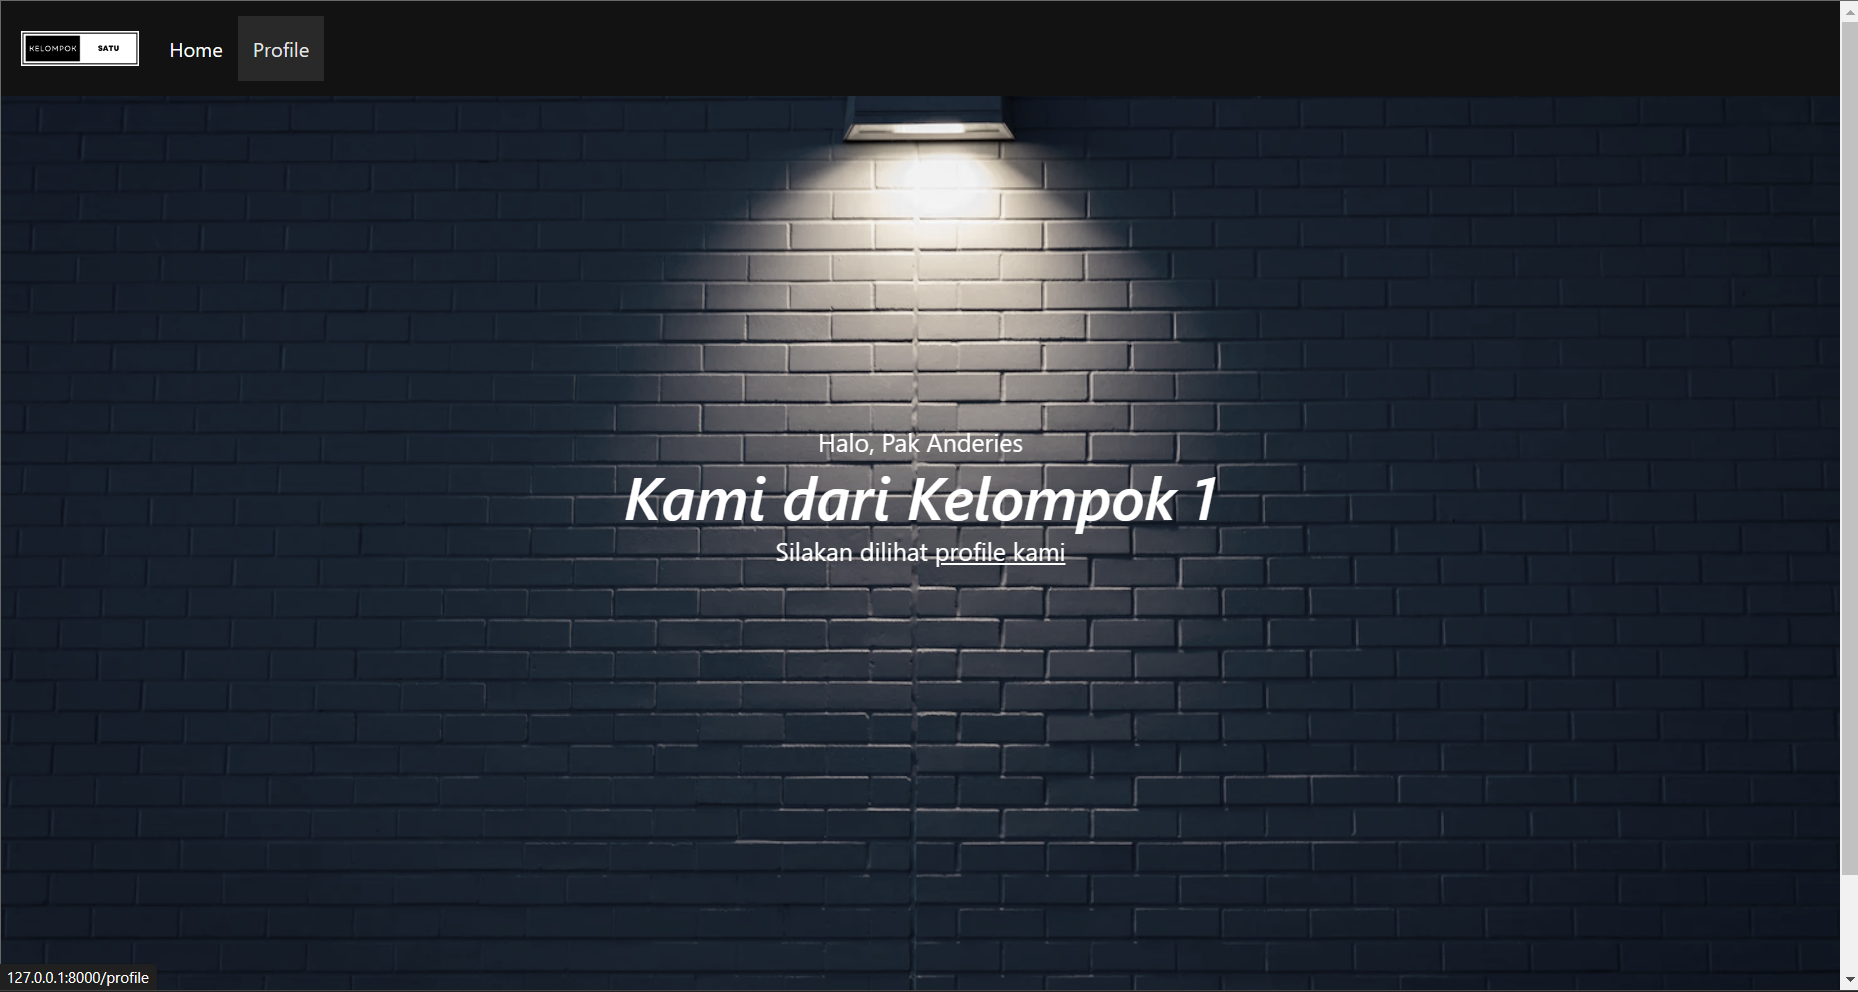 KELOMPOK SATU
Home
Profile
Halo, Pak Anderies
Kami dari Kelompok 1
Silakan dilihat profile kami
127.0.0.1:8000/profile